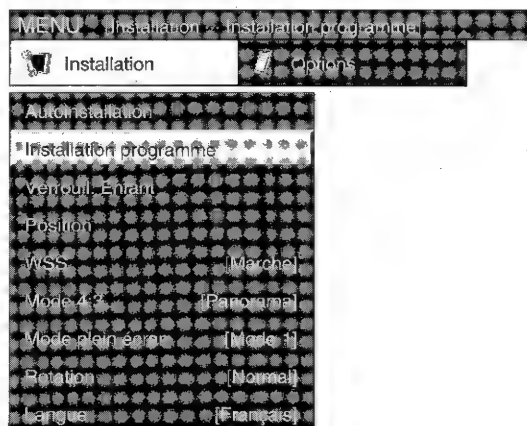 MENU Installation > Installation programme
Installation Options
Autoinstallation
Installation programme
Verrouil. Enfant
Position
WSS [Marche]
Mode 4:3 [Panorama]
Mode plein écran [Mode 1]
Rotation [Normal]
Langue [Français]